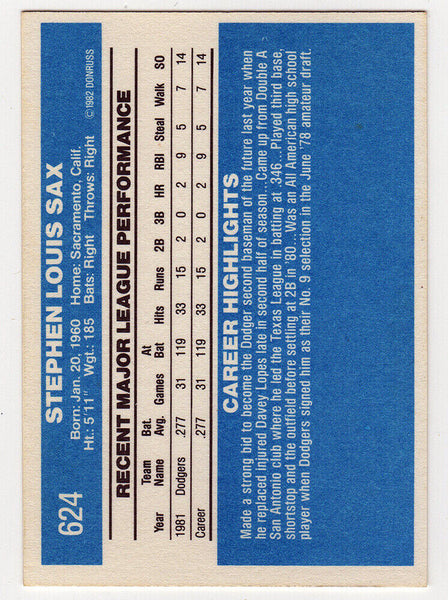 624
STEPHEN LOUIS SAX
Born: Jan. 20, 1960 Home: Sacramento, Calif.
Ht.: 5'11" Wgt.: 185 Bats: Right Throws: Right
©1982 DONRUSS
RECENT MAJOR LEAGUE PERFORMANCE
Year Team Name Bat. Avg. Games At Bat Hits Runs 2B 3B HR RBI Steal Walk SO
1981 Dodgers .277 31 119 33 15 2 0 2 9 5 7 14
Career .277 31 119 33 15 2 0 2 9 5 7 14
CAREER HIGHLIGHTS
Made a strong bid to become the Dodger second baseman of the future last year when
he replaced injured Davey Lopes late in second half of season...Came up from Double A
San Antonio club where he led the Texas League in batting at .346...Played third base,
shortstop and the outfield before settling at 2B in '80...Was an All American high school
player when Dodgers signed him as their No. 9 selection in the June '78 amateur draft.